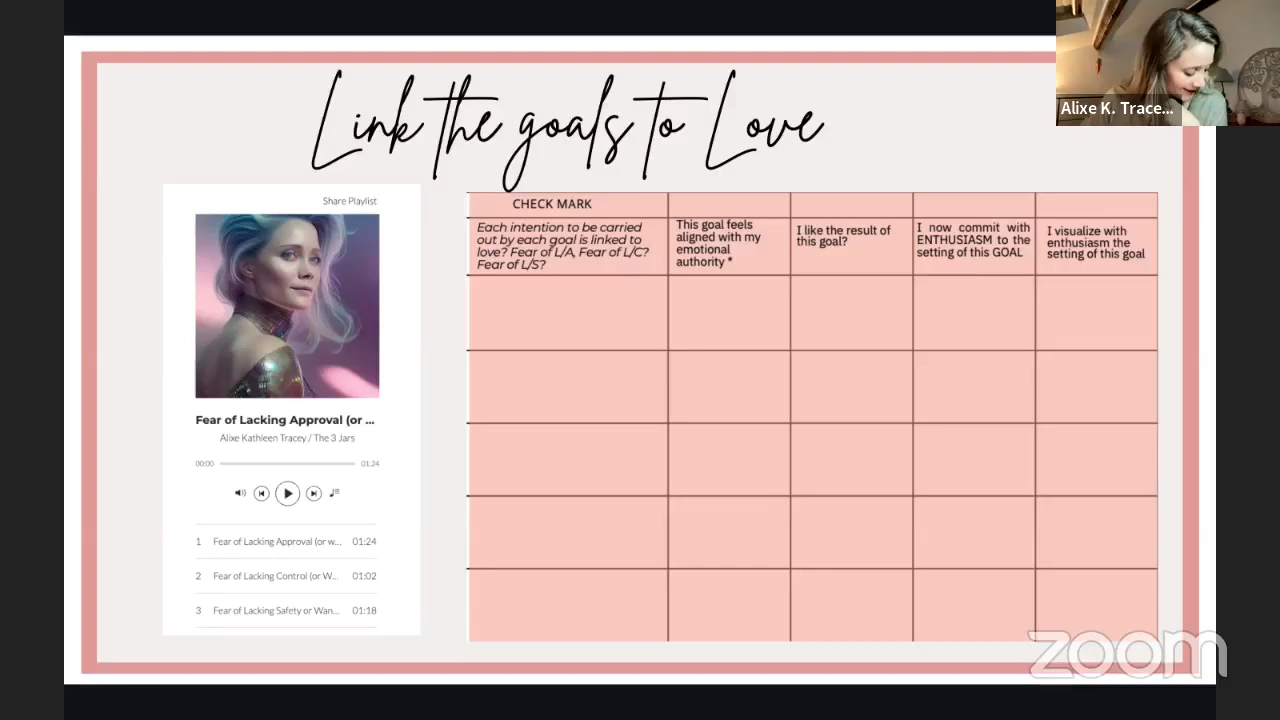 Link the goals to Love
Alixe K. Trace...
Share Playlist
Fear of Lacking Approval (or ...
Alixe Kathleen Tracey / The 3 Jars
00:00
01:24
1 Fear of Lacking Approval (or w... 01:24
2 Fear of Lacking Control (or W... 01:02
3 Fear of Lacking Safety or Wan... 01:18
CHECK MARK
Each intention to be carried
out by each goal is linked to
love? Fear of L/A, Fear of L/C?
Fear of L/S?
This goal feels
aligned with my
emotional
authority *
I like the result of
this goal?
I now commit with
ENTHUSIASM to the
setting of this GOAL
I visualize with
enthusiasm the
setting of this goal
zoom